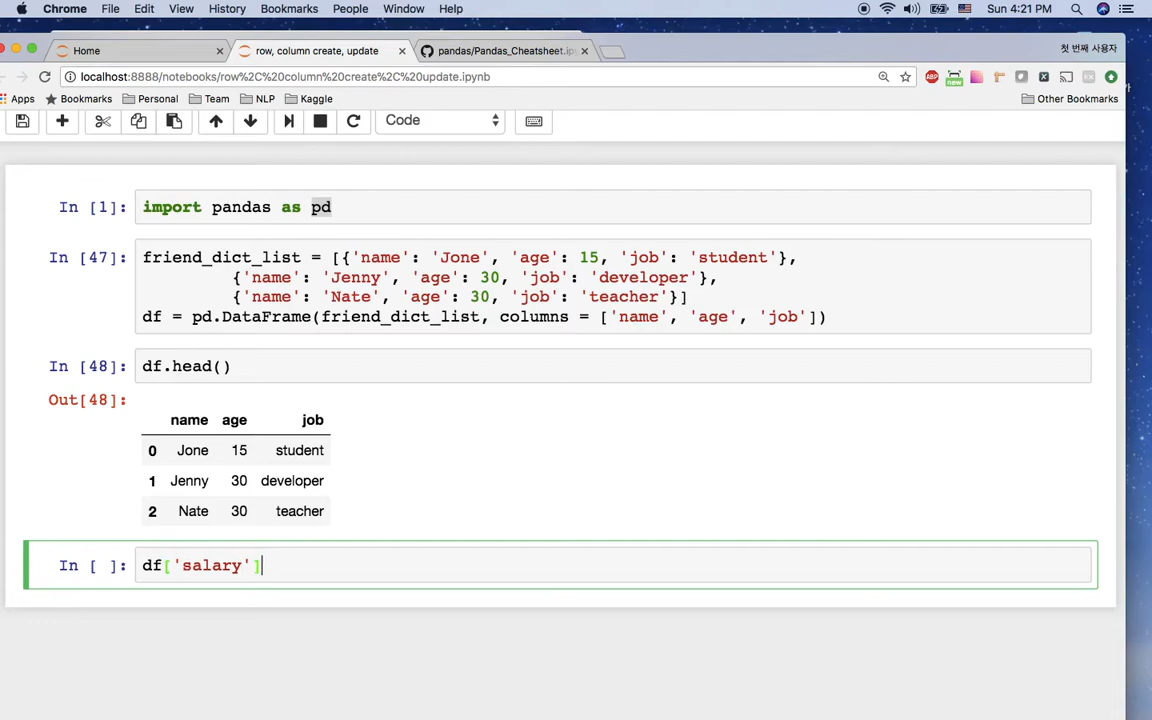 Chrome File Edit View History Bookmarks People Window Help Sun 4:21 PM
Home row, column create, update pandas/Pandas_Cheatsheet.ip 첫 번째 사용자
localhost:8888/notebooks/row%2C%20column%20create%2C%20update.ipynb
Apps Bookmarks Personal Team NLP Kaggle Other Bookmarks
Code
In [1]: import pandas as pd
In [47]: friend_dict_list = [{'name': 'Jone', 'age': 15, 'job': 'student'},
{'name': 'Jenny', 'age': 30, 'job': 'developer'},
{'name': 'Nate', 'age': 30, 'job': 'teacher'}]
df = pd.DataFrame(friend_dict_list, columns = ['name', 'age', 'job'])
In [48]: df.head()
Out[48]:
name age job
0 Jone 15 student
1 Jenny 30 developer
2 Nate 30 teacher
In [ ]: df['salary']